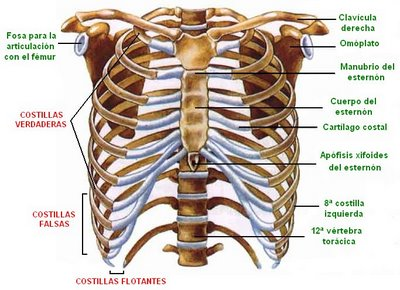 Fosa para la
articulación
con el fémur
COSTILLAS
VERDADERAS
COSTILLAS
FALSAS
COSTILLAS FLOTANTES
Clavícula
derecha
Omóplato
Manubrio del
esternón
Cuerpo del
esternón
Cartílago costal
Apófisis xifoides
del esternón
8ª costilla
izquierda
12ª vértebra
torácica